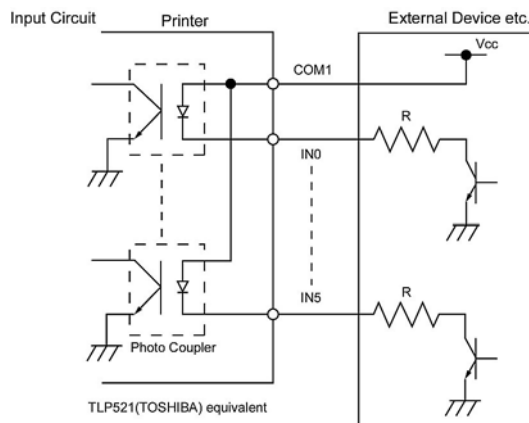 Input Circuit
Printer
External Device etc.
Vcc
COM1
R
IN0
R
IN5
Photo Coupler
TLP521(TOSHIBA) equivalent